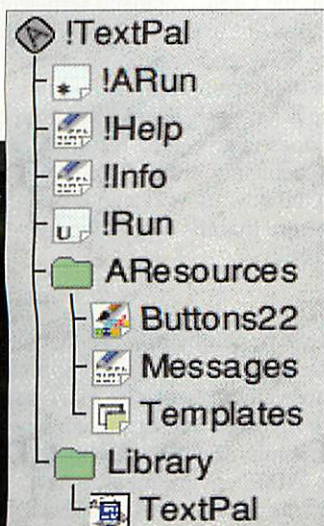 !TextPal
!ARun
!Help
!Info
!Run
AResources
Buttons22
Messages
Templates
Library
TextPal